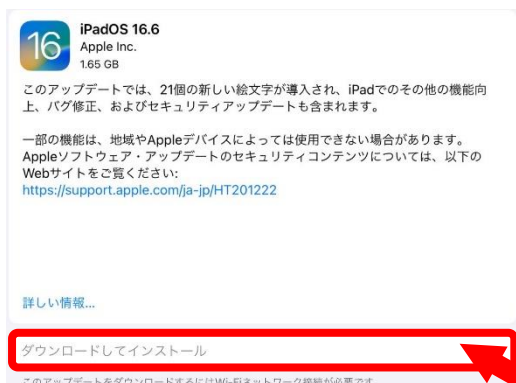 16
iPadOS 16.6
Apple Inc.
1.65 GB
このアップデートでは、21個の新しい絵文字が導入され、iPadでのその他の機能向
上、バグ修正、およびセキュリティアップデートも含まれます。
一部の機能は、地域やAppleデバイスによっては使用できない場合があります。
Appleソフトウェア・アップデートのセキュリティコンテンツについては、以下の
Webサイトをご覧ください:
https://support.apple.com/ja-jp/HT201222
詳しい情報...
ダウンロードしてインストール
このアップデートをダウンロードするにはWi-Fiネットワーク接続が必要です